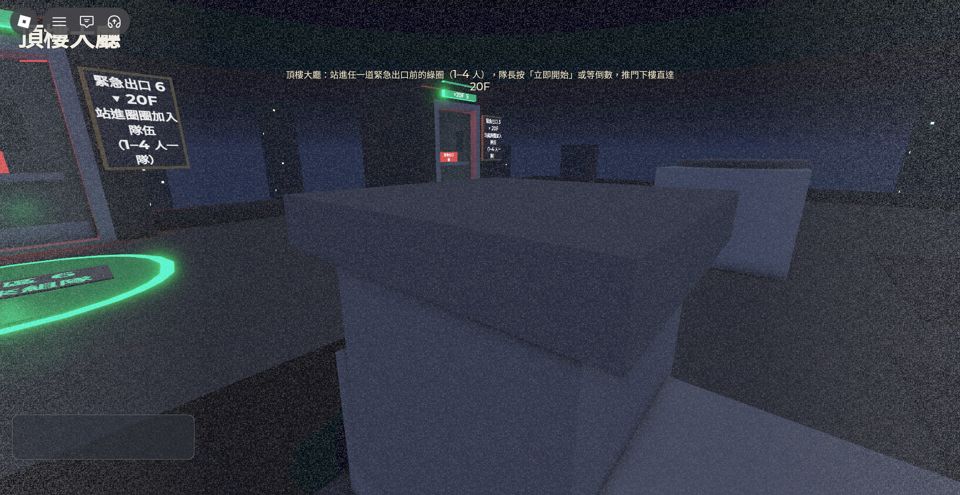 頂樓大廳
頂樓大廳：站進任一道緊急出口前的綠圈（1–4 人），隊長按「立即開始」或等倒數，推門下樓直達
20F
緊急出口 6
▼ 20F
站進圈圈加入
隊伍
（1–4 人一
隊）